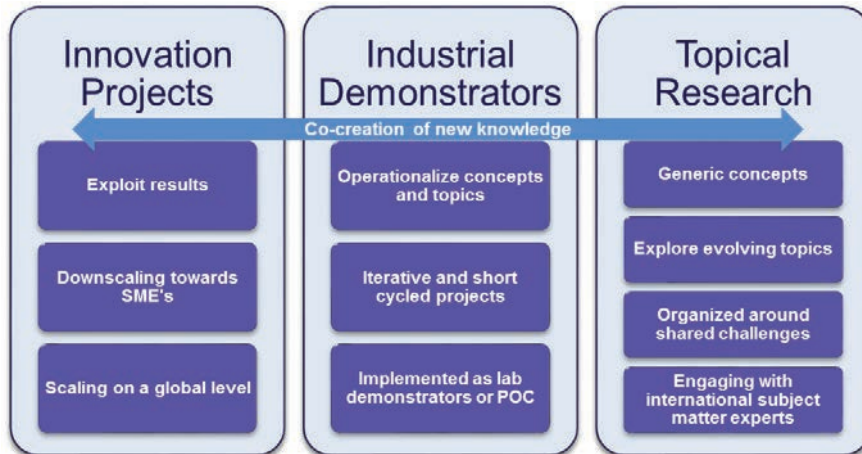 Innovation
Projects
Industrial
Demonstrators
Topical
Research
Co-creation of new knowledge
Exploit results
Downscaling towards
SME's
Scaling on a global level
Operationalize concepts
and topics
Iterative and short
cycled projects
Implemented as lab
demonstrators or POC
Generic concepts
Explore evolving topics
Organized around
shared challenges
Engaging with
international subject
matter experts